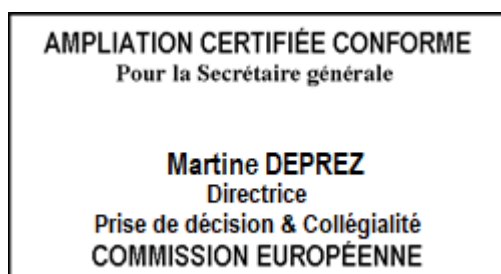 AMPLIATION CERTIFIÉE CONFORME
Pour la Secrétaire générale
Martine DEPREZ
Directrice
Prise de décision & Collégialité
COMMISSION EUROPÉENNE